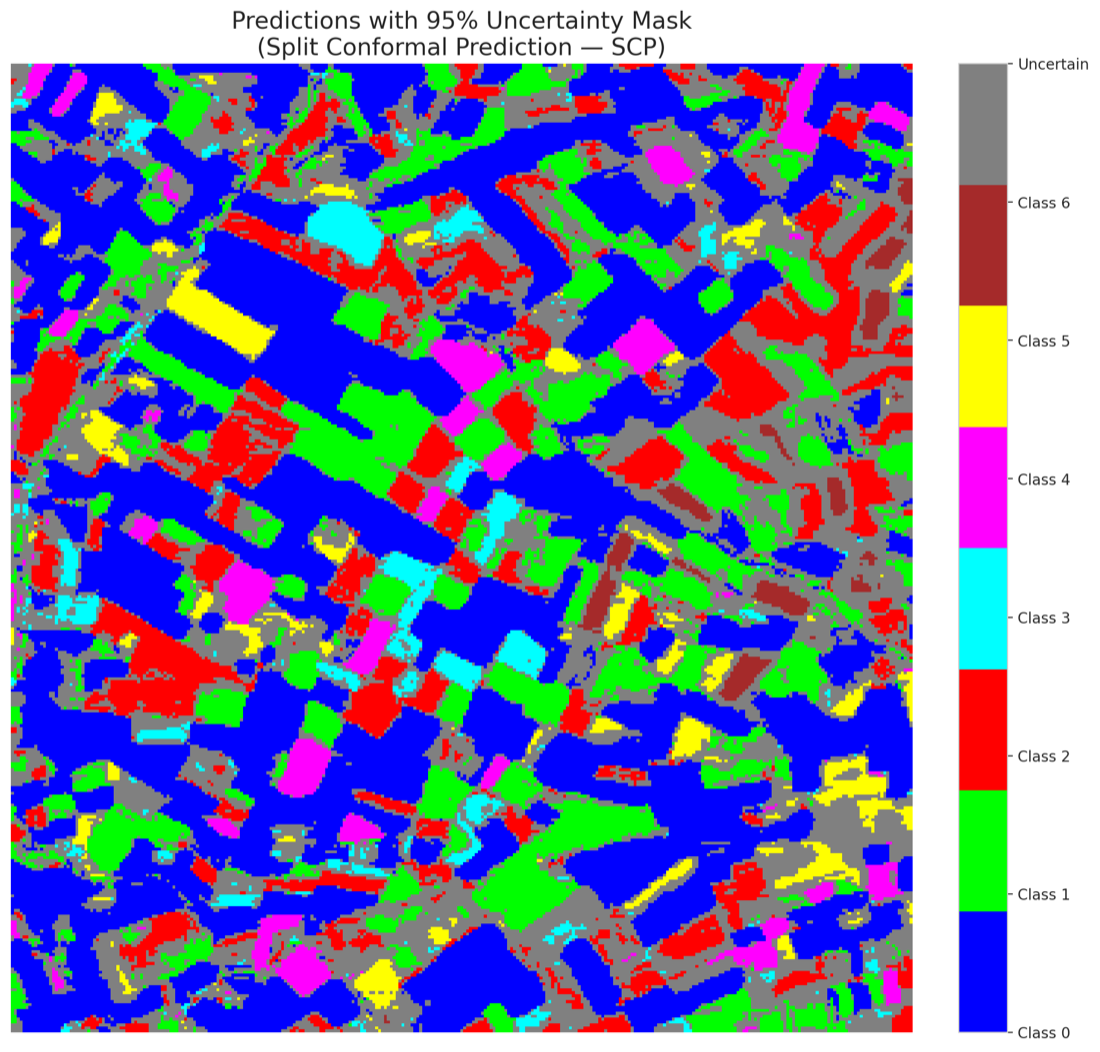 Predictions with 95% Uncertainty Mask
(Split Conformal Prediction — SCP)
Uncertain
Class 6
Class 5
Class 4
Class 3
Class 2
Class 1
Class 0